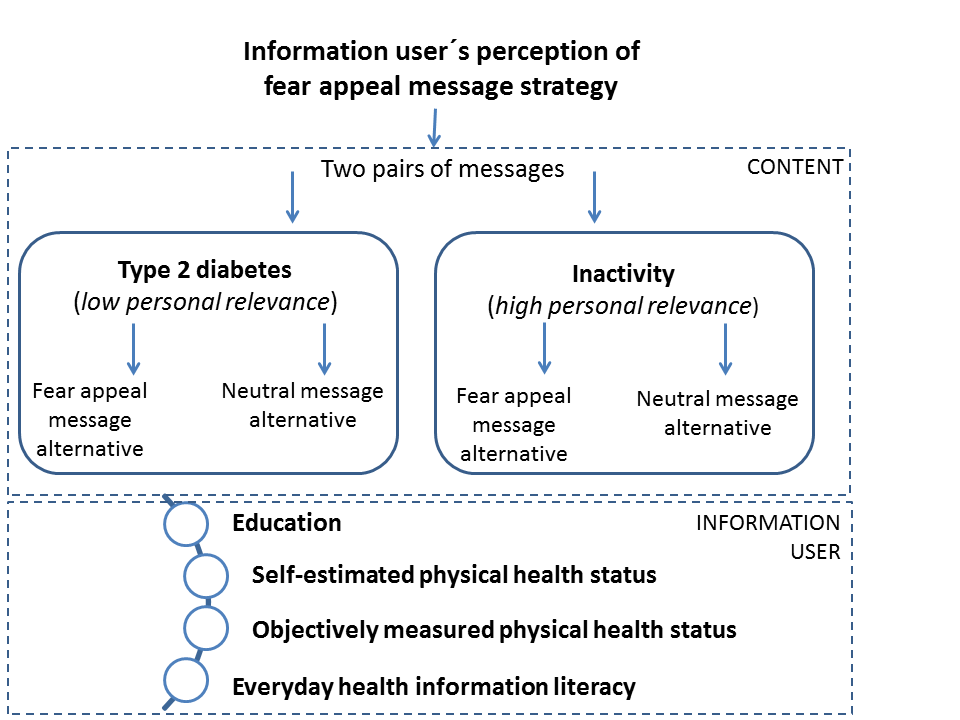 Information user´s perception of
fear appeal message strategy
Two pairs of messages
CONTENT
Type 2 diabetes
(low personal relevance)
Fear appeal
message
alternative
Neutral message
alternative
Inactivity
(high personal relevance)
Fear appeal
message
alternative
Neutral message
alternative
INFORMATION
USER
Education
Self-estimated physical health status
Objectively measured physical health status
Everyday health information literacy